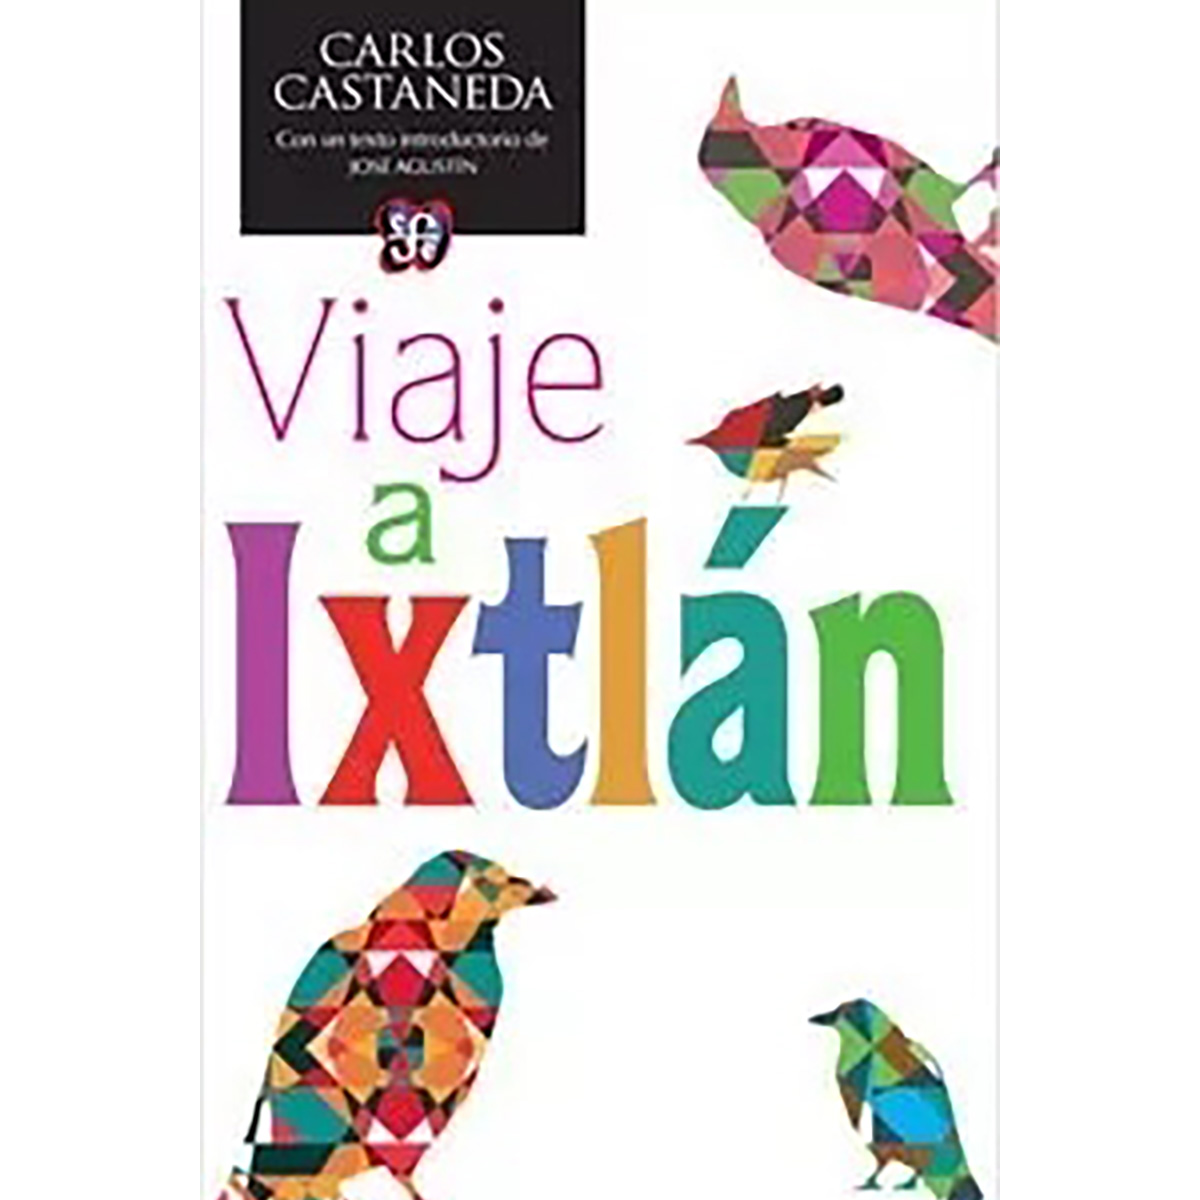 CARLOS
CASTANEDA
Con un texto introductorio de
JOSÉ AGUSTÍN
Viaje
a
Ixtlán